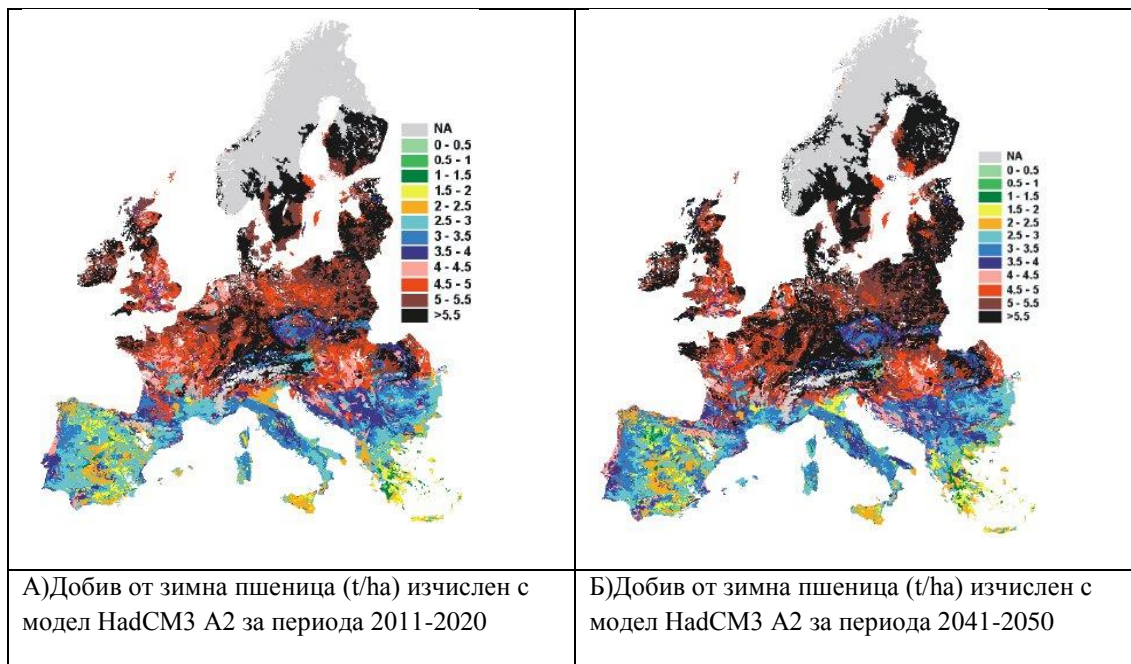 NA
0 - 0.5
0.5 - 1
1 - 1.5
1.5 - 2
2 - 2.5
2.5 - 3
3 - 3.5
3.5 - 4
4 - 4.5
4.5 - 5
5 - 5.5
>5.5
NA
0 - 0.5
0.5 - 1
1 - 1.5
1.5 - 2
2 - 2.5
2.5 - 3
3 - 3.5
3.5 - 4
4 - 4.5
4.5 - 5
5 - 5.5
>5.5
А)Добив от зимна пшеница (t/ha) изчислен с
модел HadCM3 A2 за периода 2011-2020
Б)Добив от зимна пшеница (t/ha) изчислен с
модел HadCM3 A2 за периода 2041-2050